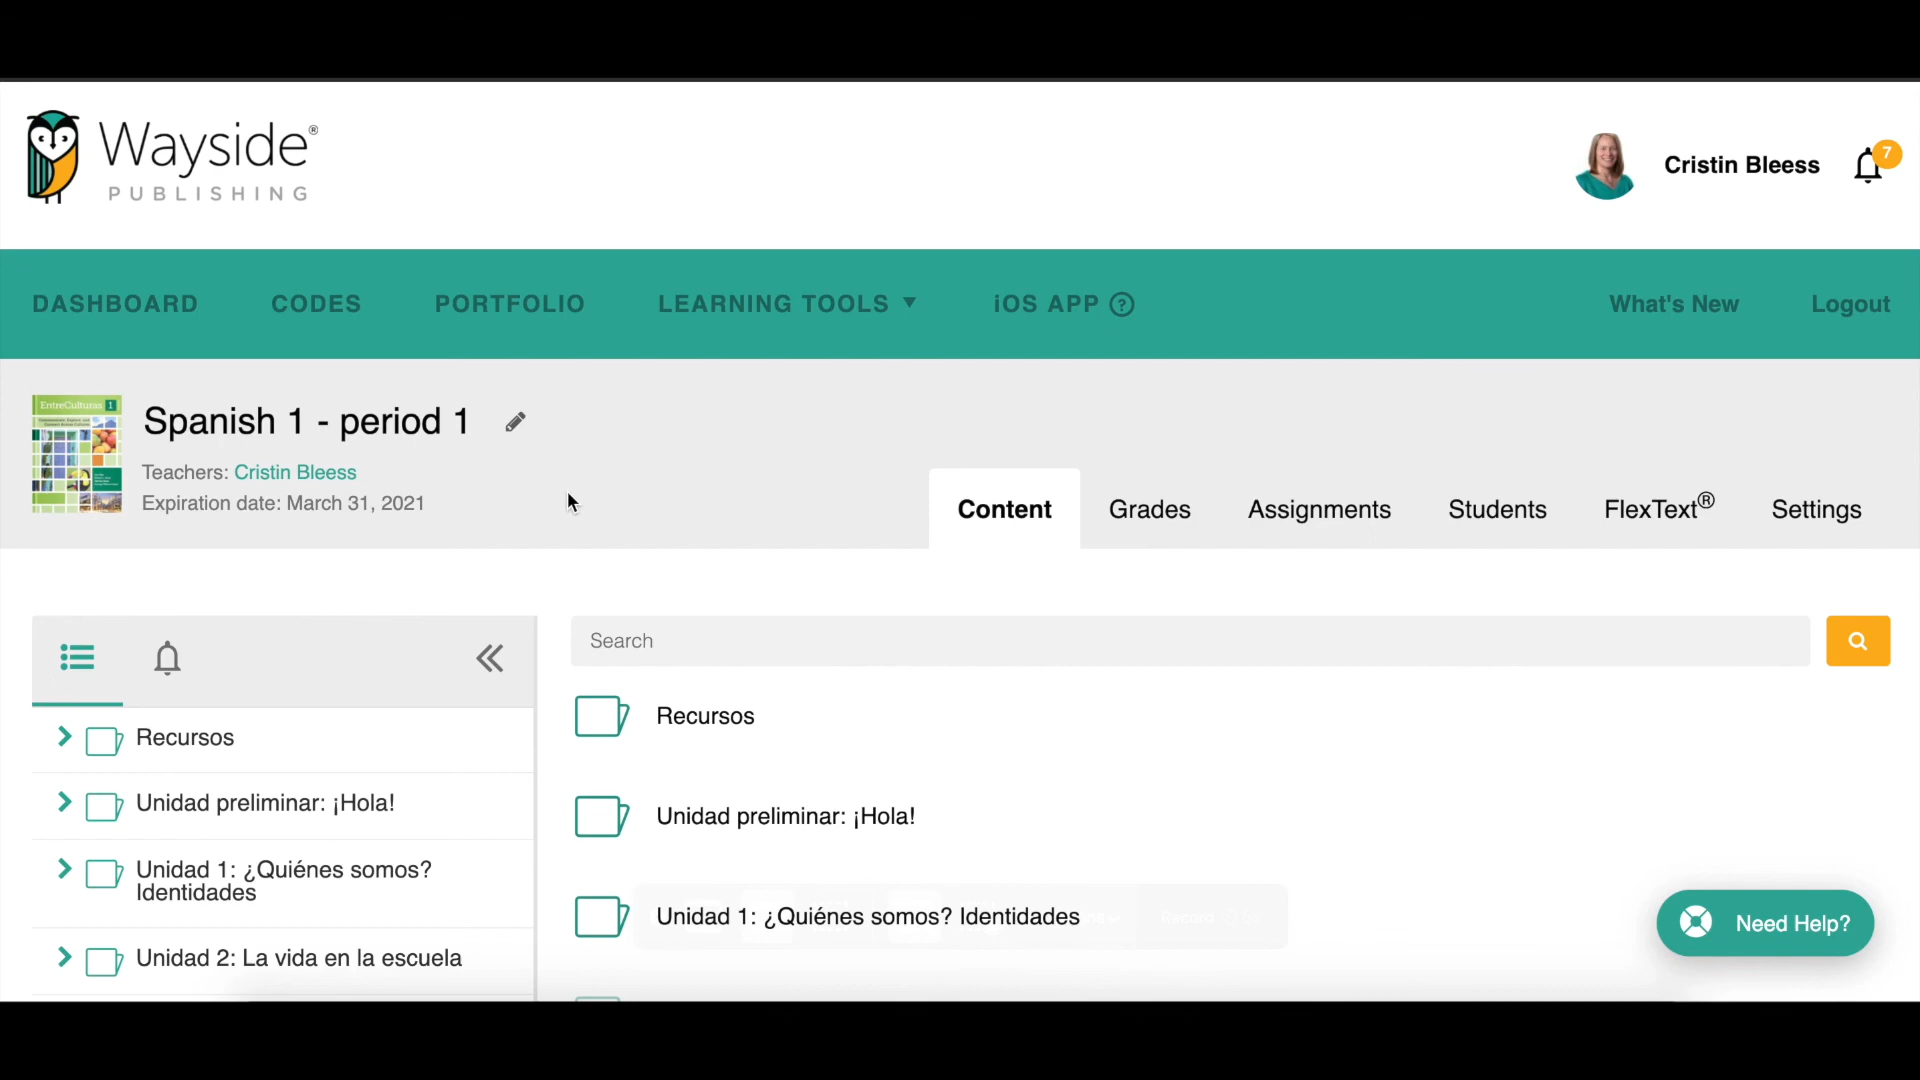 Wayside®
PUBLISHING
Cristin Bleess
7
DASHBOARD
CODES
PORTFOLIO
LEARNING TOOLS
iOS APP ?
What's New
Logout
EntreCulturas 1
Spanish 1 - period 1
Teachers: Cristin Bleess
Expiration date: March 31, 2021
Content
Grades
Assignments
Students
FlexText®
Settings
Recursos
Unidad preliminar: ¡Hola!
Unidad 1: ¿Quiénes somos?
Identidades
Unidad 2: La vida en la escuela
Search
Recursos
Unidad preliminar: ¡Hola!
Unidad 1: ¿Quiénes somos? Identidades
Need Help?